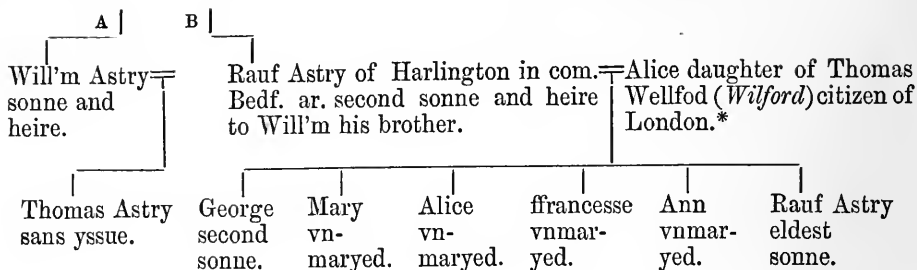 A B
Will'm Astry
sonne and
heire.
Rauf Astry of Harlington in com.
Bedf. ar. second sonne and heire
to Will'm his brother.
Alice daughter of Thomas
Wellfod (Wilford) citizen of
London.*
Thomas Astry
sans yssue.
George
second
sonne.
Mary
vn-
maryed.
Alice
vn-
maryed.
ffrancesse
vnmar-
yed.
Ann
vnmar-
yed.
Rauf Astry
eldest
sonne.